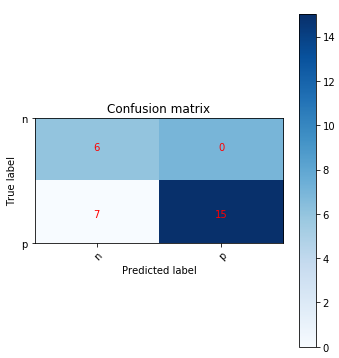 Confusion matrix
True label
n
p
6
0
7
15
n
p
Predicted label
14
12
10
8
6
4
2
0